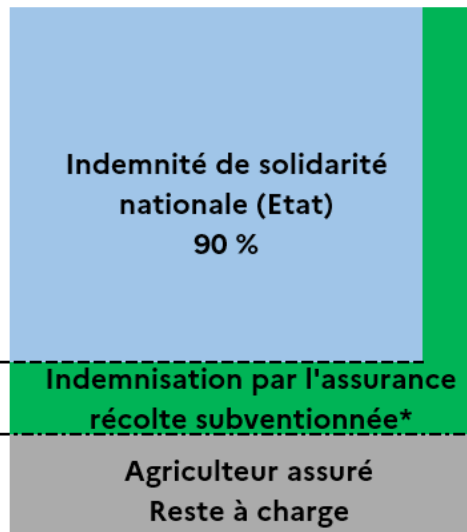 Indemnité de solidarité
nationale (Etat)
90 %
Indemnisation par l'assurance
récolte subventionnée*
Agriculteur assuré
Reste à charge